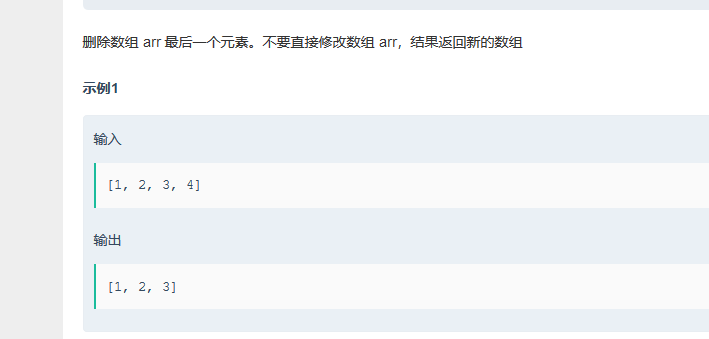 删除数组 arr 最后一个元素。不要直接修改数组 arr，结果返回新的数组
示例1
输入
[1, 2, 3, 4]
输出
[1, 2, 3]